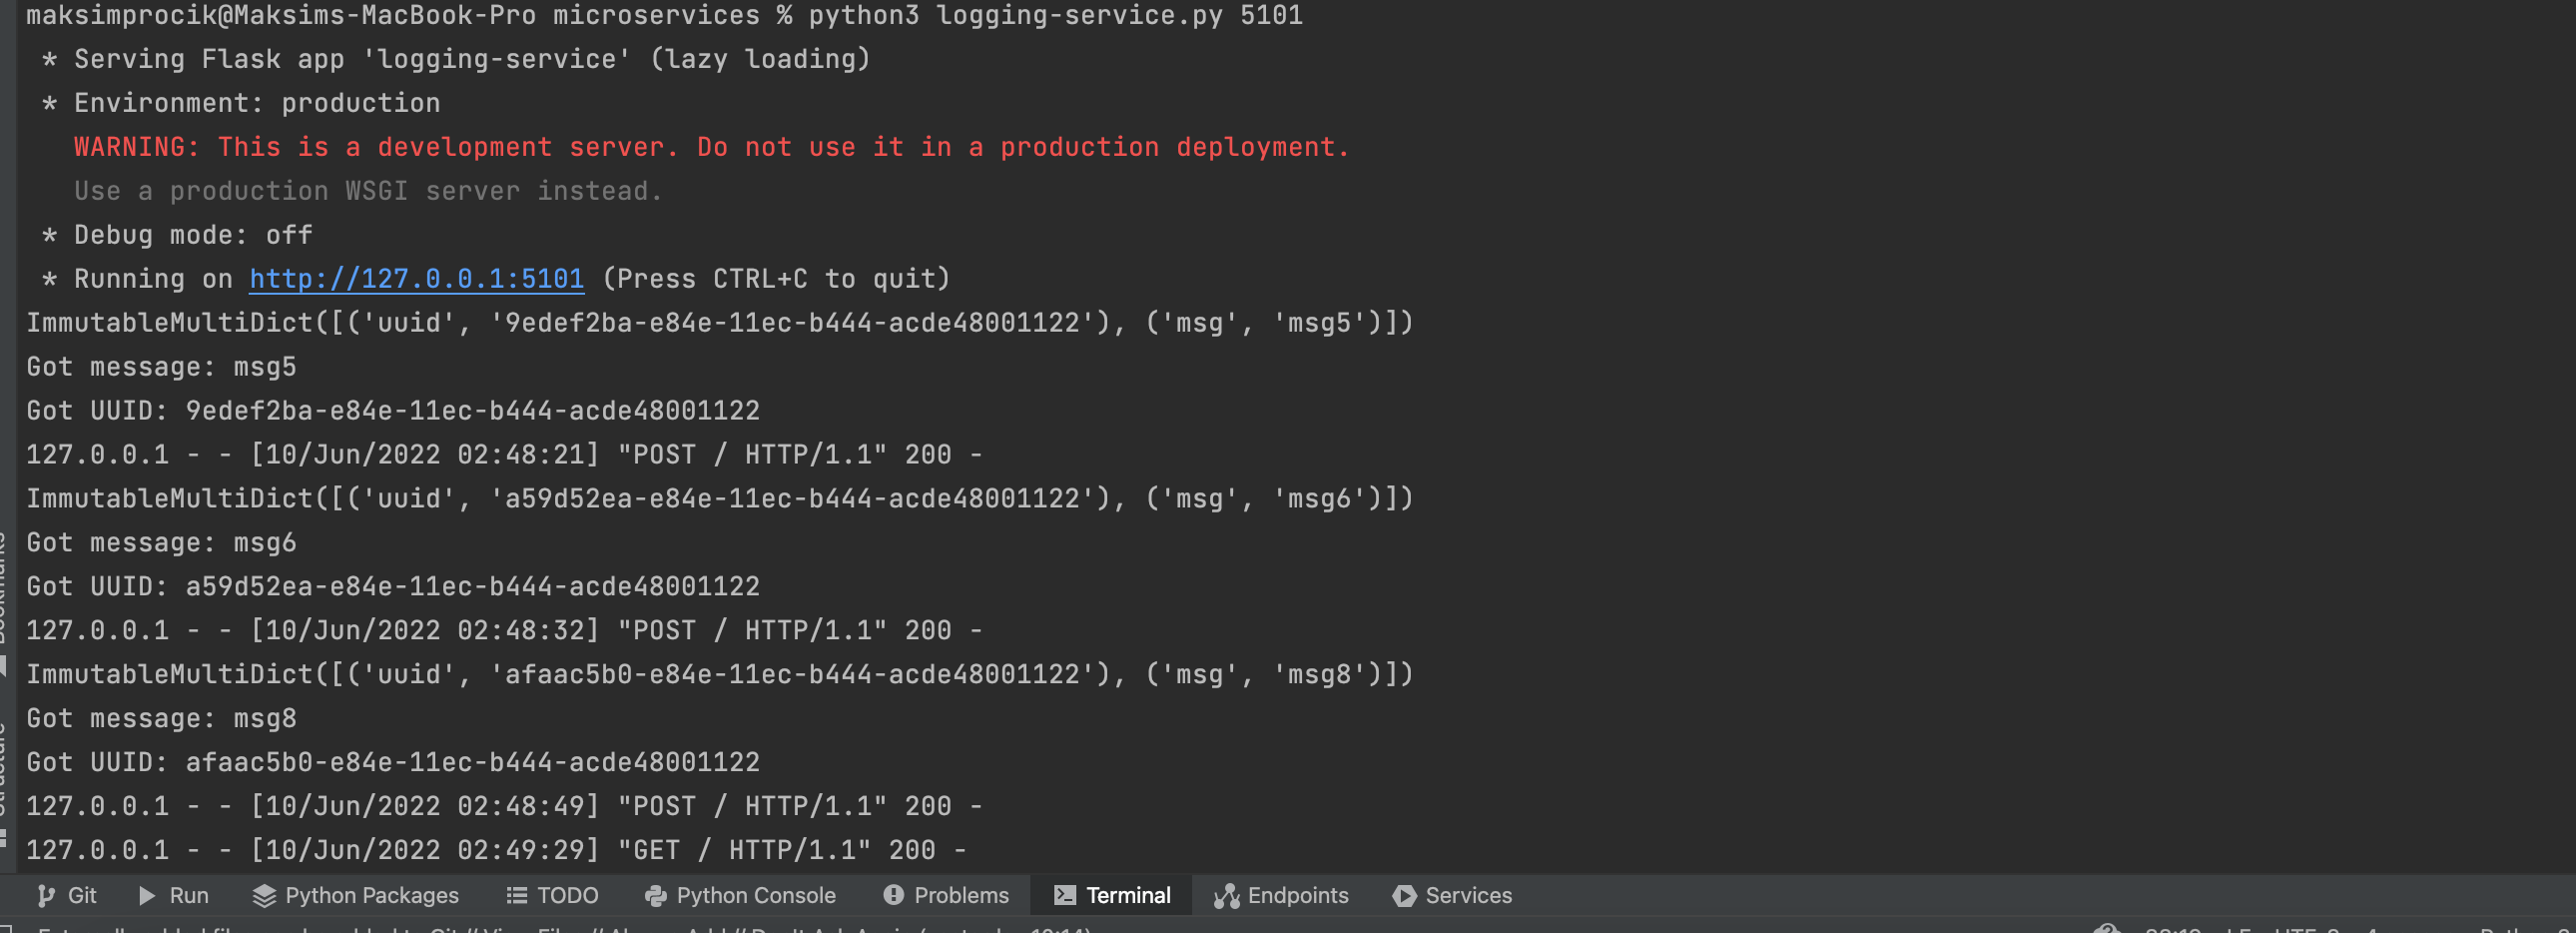 maksimprocik@Maksims-MacBook-Pro microservices % python3 logging-service.py 5101
* Serving Flask app 'logging-service' (lazy loading)
* Environment: production
WARNING: This is a development server. Do not use it in a production deployment.
Use a production WSGI server instead.
* Debug mode: off
* Running on http://127.0.0.1:5101 (Press CTRL+C to quit)
ImmutableMultiDict([('uuid', '9edef2ba-e84e-11ec-b444-acde48001122'), ('msg', 'msg5')])
Got message: msg5
Got UUID: 9edef2ba-e84e-11ec-b444-acde48001122
127.0.0.1 - - [10/Jun/2022 02:48:21] "POST / HTTP/1.1" 200 -
ImmutableMultiDict([('uuid', 'a59d52ea-e84e-11ec-b444-acde48001122'), ('msg', 'msg6')])
Got message: msg6
Got UUID: a59d52ea-e84e-11ec-b444-acde48001122
127.0.0.1 - - [10/Jun/2022 02:48:32] "POST / HTTP/1.1" 200 -
ImmutableMultiDict([('uuid', 'afaac5b0-e84e-11ec-b444-acde48001122'), ('msg', 'msg8')])
Got message: msg8
Got UUID: afaac5b0-e84e-11ec-b444-acde48001122
127.0.0.1 - - [10/Jun/2022 02:48:49] "POST / HTTP/1.1" 200 -
127.0.0.1 - - [10/Jun/2022 02:49:29] "GET / HTTP/1.1" 200 -
Git Run Python Packages TODO Python Console Problems Terminal Endpoints Services